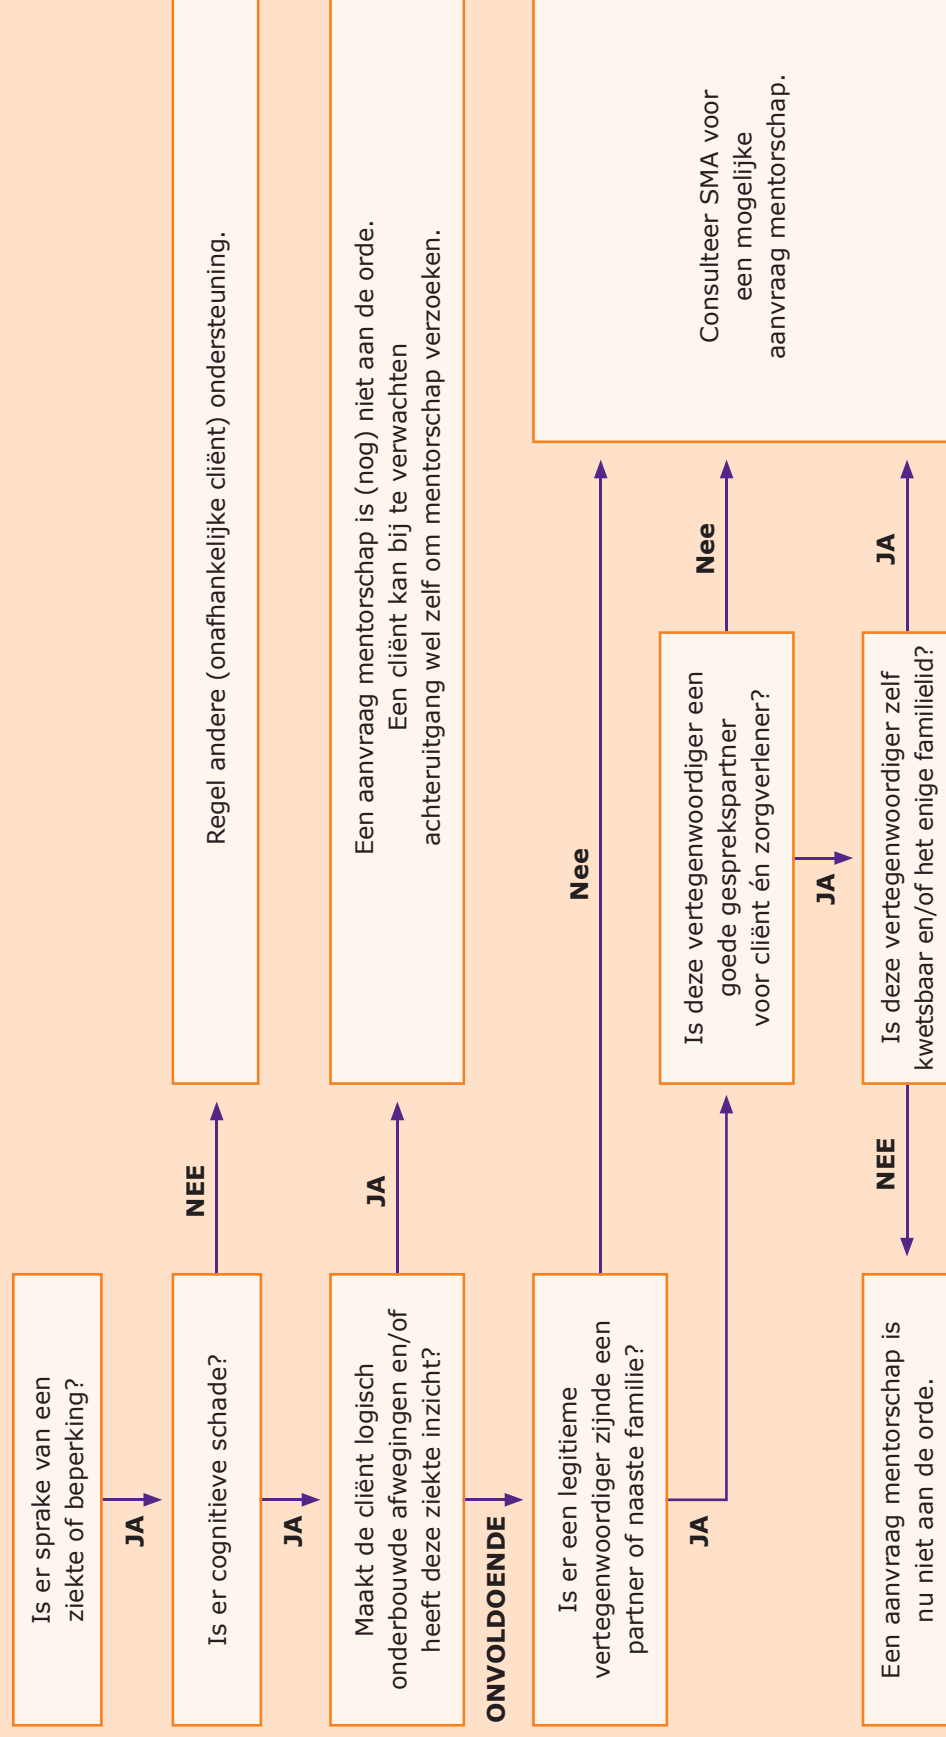 Is er sprake van een
ziekte of beperking?
JA
Is er cognitieve schade?
NEE
Regel andere (onafhankelijke cliënt) ondersteuning.
JA
Maakt de cliënt logisch
onderbouwde afwegingen en/of
heeft deze ziekte inzicht?
JA
Een aanvraag mentorschap is (nog) niet aan de orde.
Een cliënt kan bij te verwachten
achteruitgang wel zelf om mentorschap verzoeken.
ONVOLDOENDE
Is er een legitieme
vertegenwoordiger zijnde een
partner of naaste familie?
Nee
JA
Is deze vertegenwoordiger een
goede gesprekspartner
voor cliënt én zorgverlener?
Nee
Consulteer SMA voor
een mogelijke
aanvraag mentorschap.
JA
Is deze vertegenwoordiger zelf
kwetsbaar en/of het enige familielid?
JA
NEE
Een aanvraag mentorschap is
nu niet aan de orde.